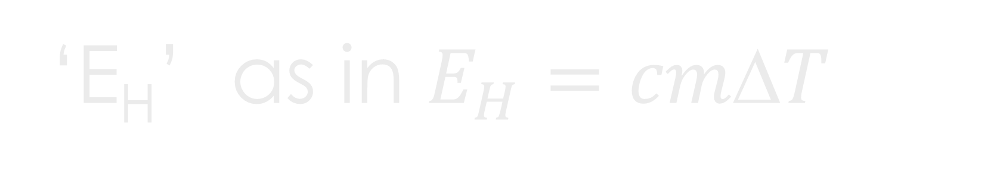 ‘E_H’ as in E_H = cmΔT